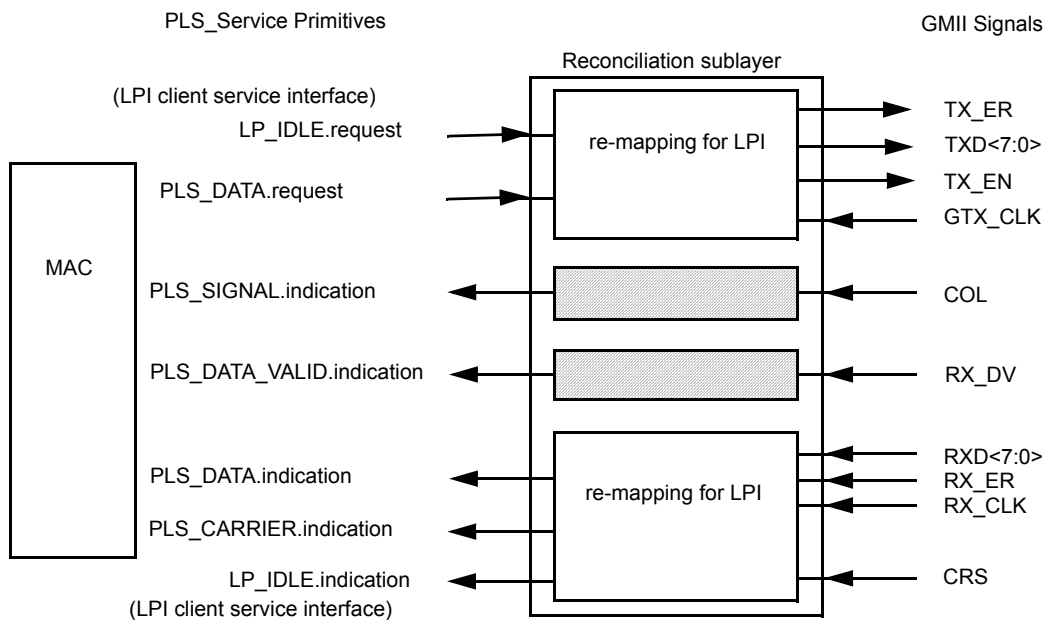 PLS_Service Primitives
GMII Signals
Reconciliation sublayer
(LPI client service interface)
LP_IDLE.request
PLS_DATA.request
re-mapping for LPI
TX_ER
TXD<7:0>
TX_EN
GTX_CLK
MAC
PLS_SIGNAL.indication
COL
PLS_DATA_VALID.indication
RX_DV
PLS_DATA.indication
PLS_CARRIER.indication
LP_IDLE.indication
(LPI client service interface)
re-mapping for LPI
RXD<7:0>
RX_ER
RX_CLK
CRS